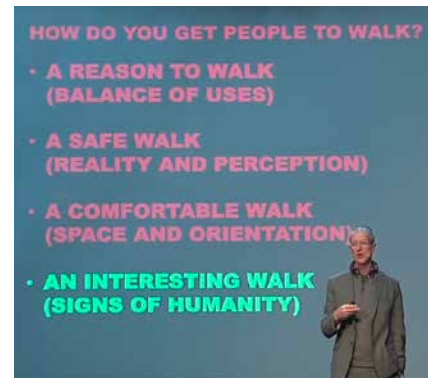 HOW DO YOU GET PEOPLE TO WALK?
• A REASON TO WALK
(BALANCE OF USES)
• A SAFE WALK
(REALITY AND PERCEPTION)
• A COMFORTABLE WALK
(SPACE AND ORIENTATION)
• AN INTERESTING WALK
(SIGNS OF HUMANITY)